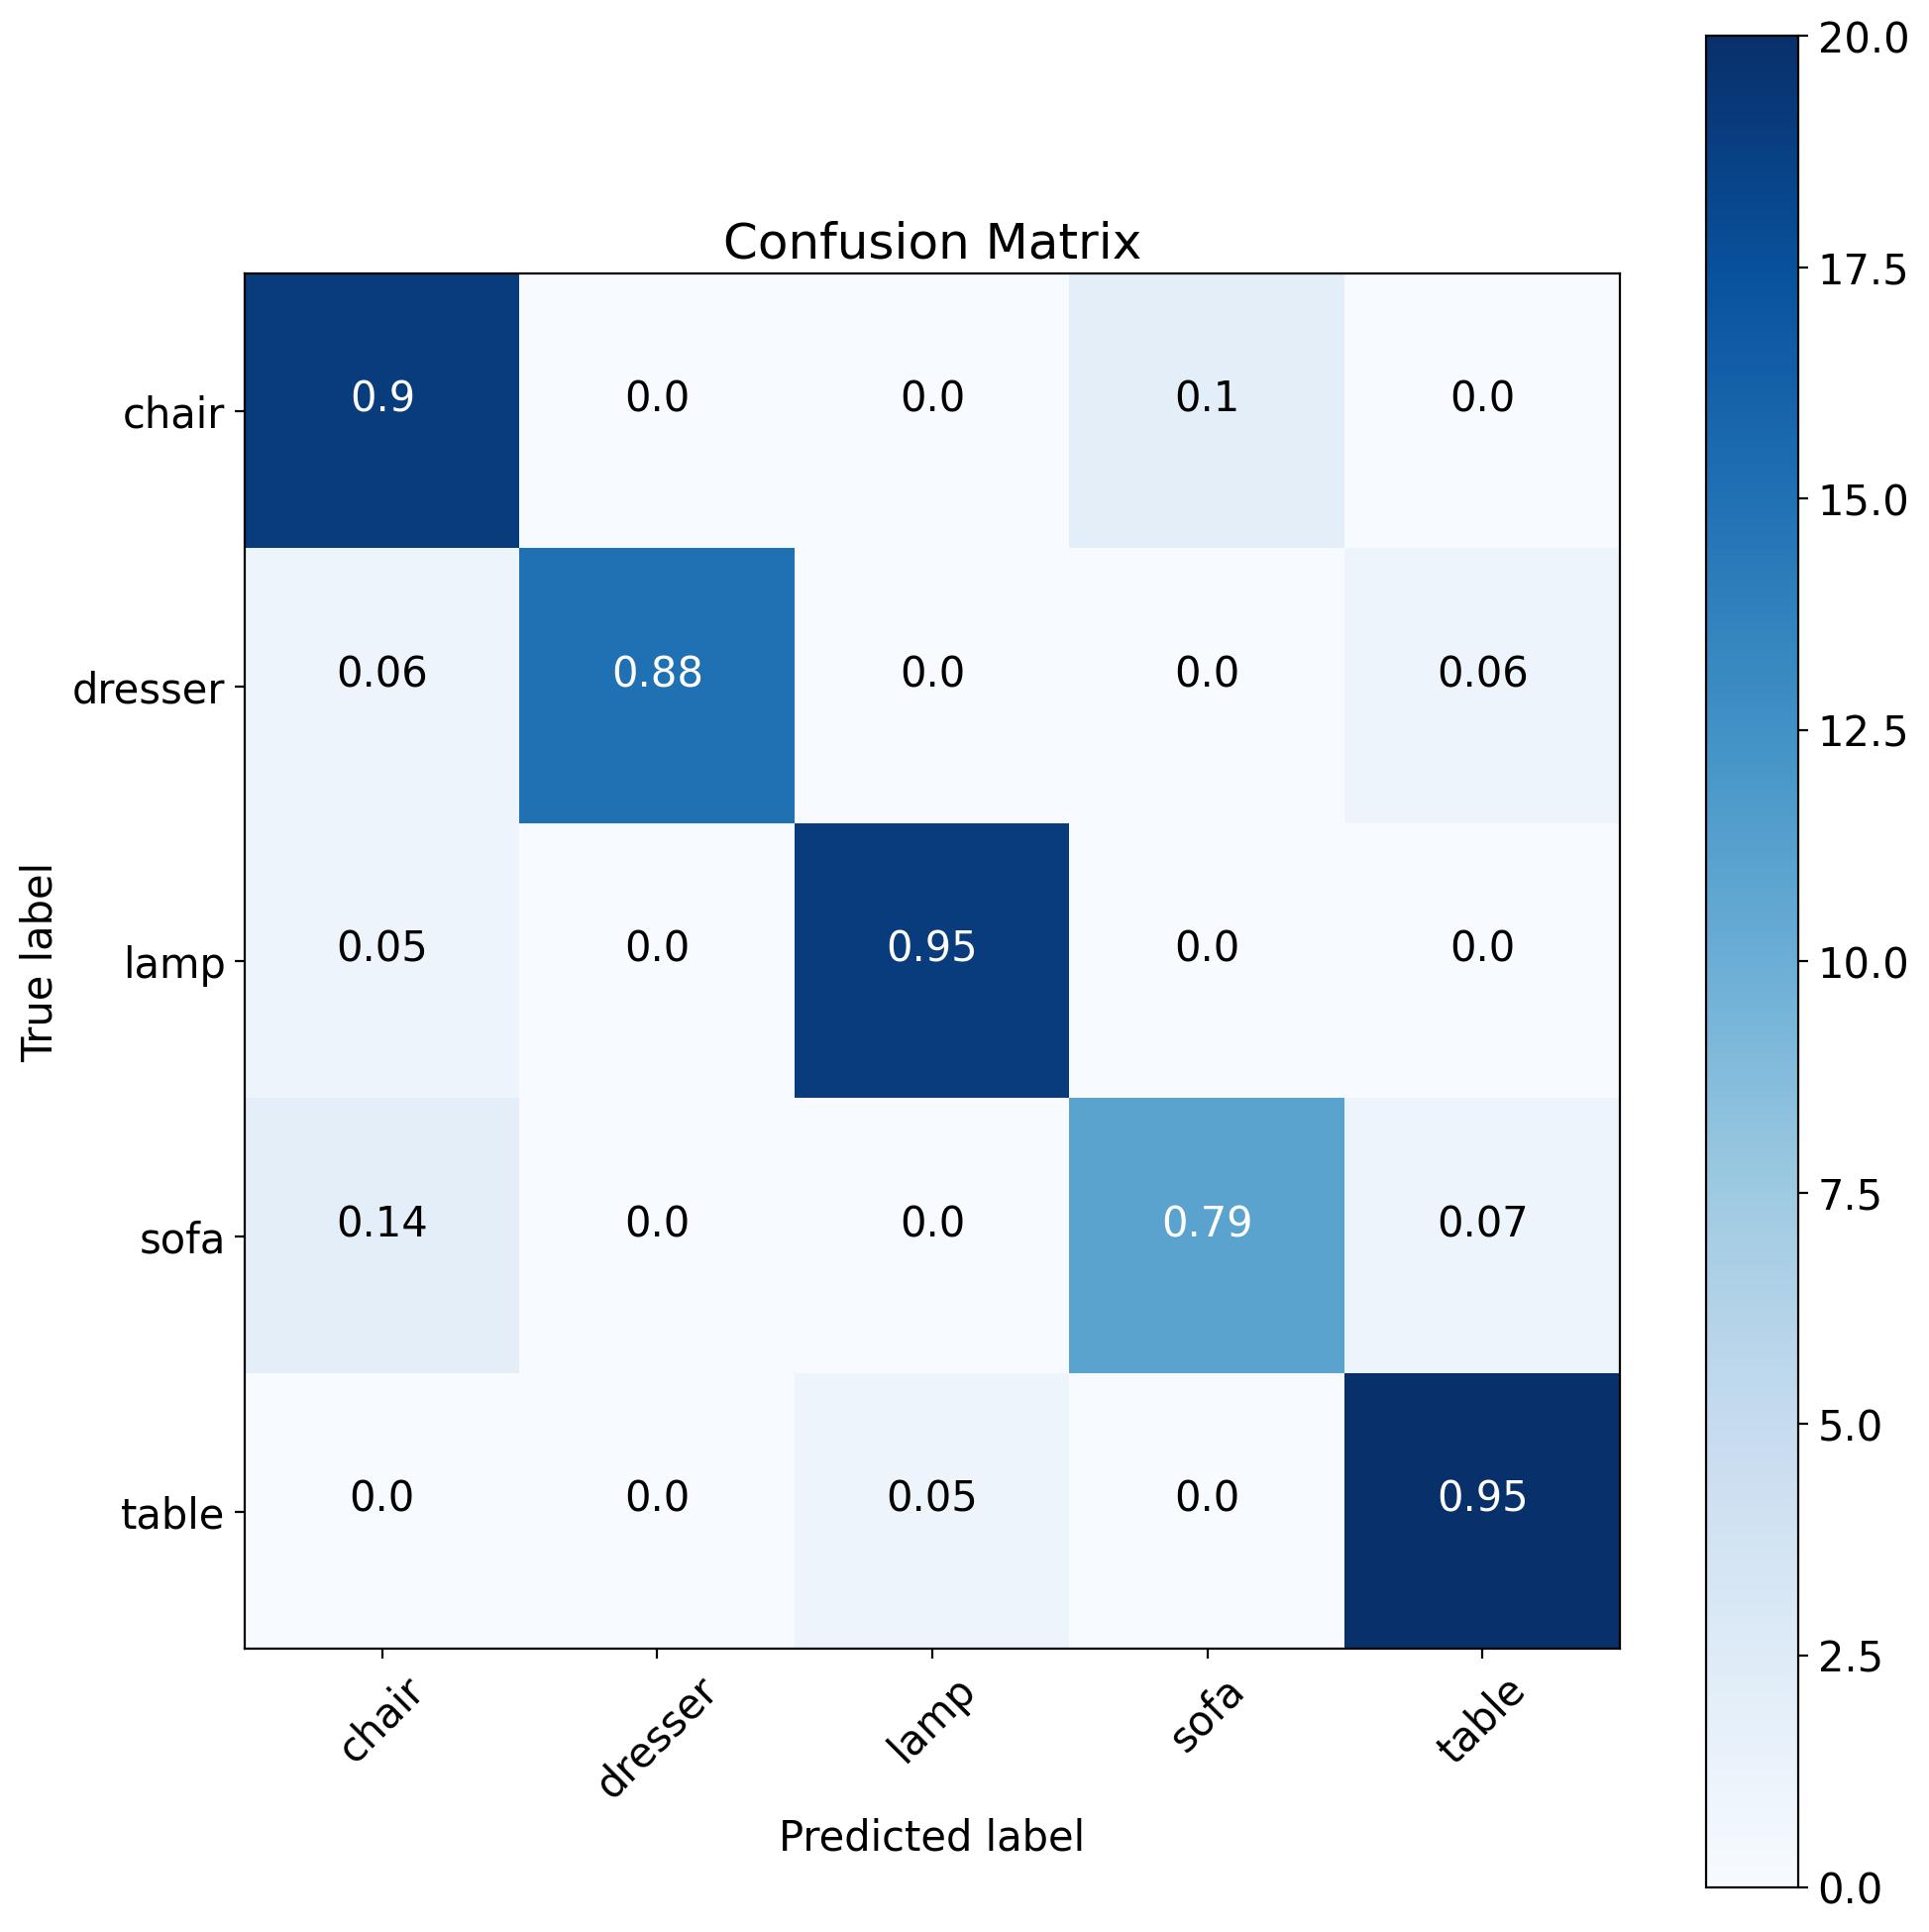 Confusion Matrix
chair 0.9 0.0 0.0 0.1 0.0
dresser 0.06 0.88 0.0 0.0 0.06
lamp 0.05 0.0 0.95 0.0 0.0
sofa 0.14 0.0 0.0 0.79 0.07
table 0.0 0.0 0.05 0.0 0.95
True label
chair dresser lamp sofa table
Predicted label
20.0
17.5
15.0
12.5
10.0
7.5
5.0
2.5
0.0